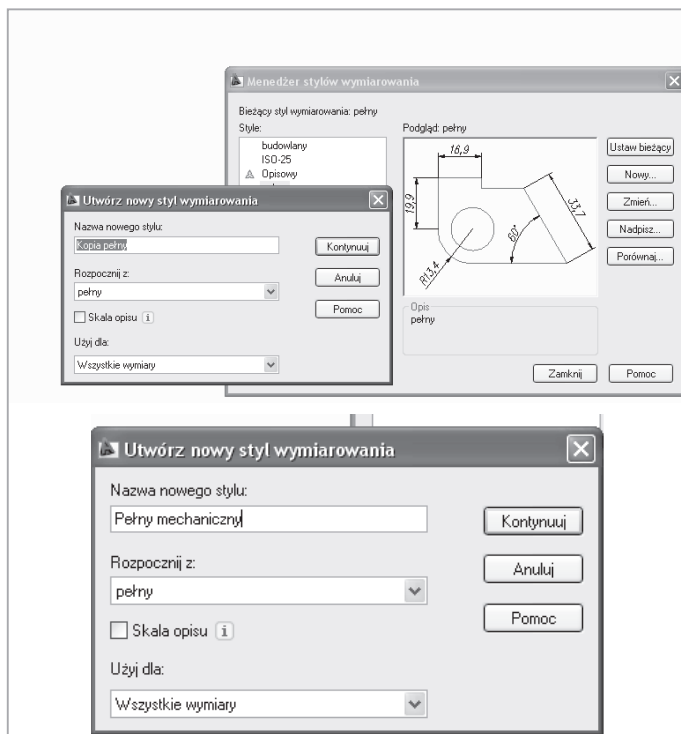 Menedżer stylów wymiarowania
Bieżący styl wymiarowania: pełny
Style:
budowlany
ISO-25
Opisowy
Podgląd: pełny
16,9
19,9
33,7
60°
R13,4
Opis
pełny
Ustaw bieżący
Nowy...
Zmień...
Nadpisz...
Porównaj...
Zamknij
Pomoc
Utwórz nowy styl wymiarowania
Nazwa nowego stylu:
Kopia pełny
Rozpocznij z:
pełny
Skala opisu
Użyj dla:
Wszystkie wymiary
Kontynuuj
Anuluj
Pomoc
Utwórz nowy styl wymiarowania
Nazwa nowego stylu:
Pełny mechaniczny
Rozpocznij z:
pełny
Skala opisu
Użyj dla:
Wszystkie wymiary
Kontynuuj
Anuluj
Pomoc